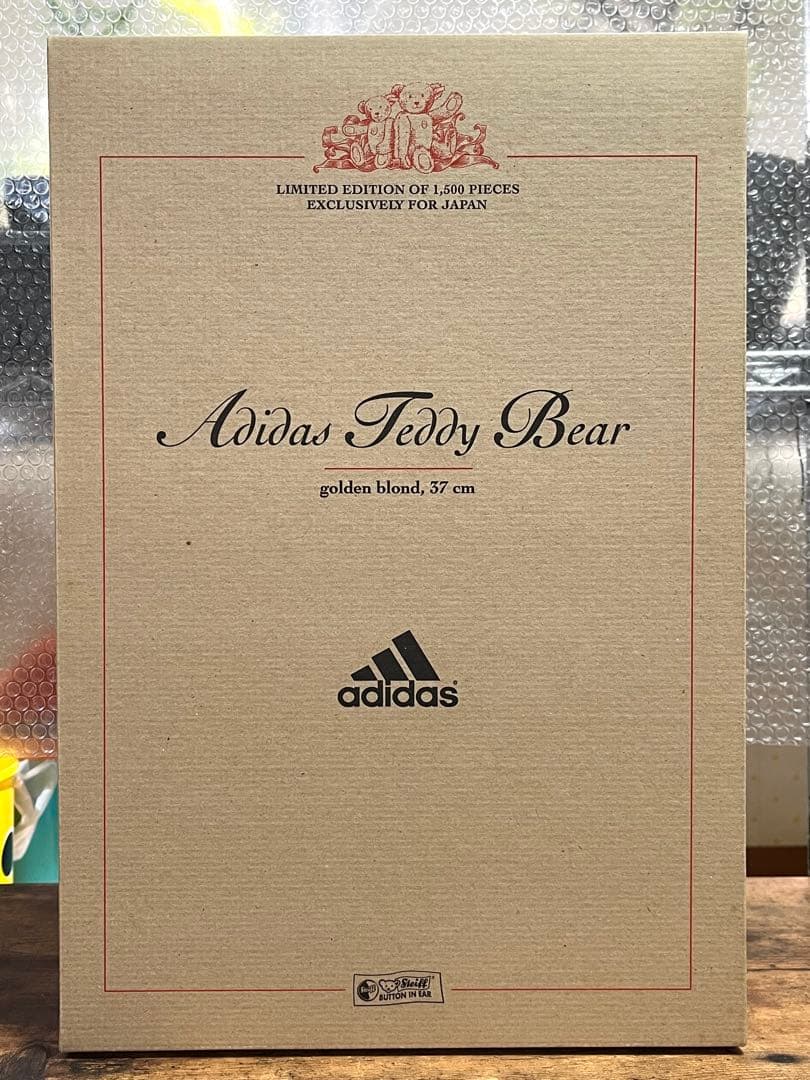 LIMITED EDITION OF 1,500 PIECES
EXCLUSIVELY FOR JAPAN
Adidas Teddy Bear
golden blond, 37 cm
adidas®
Steiff®
BUTTON IN EAR